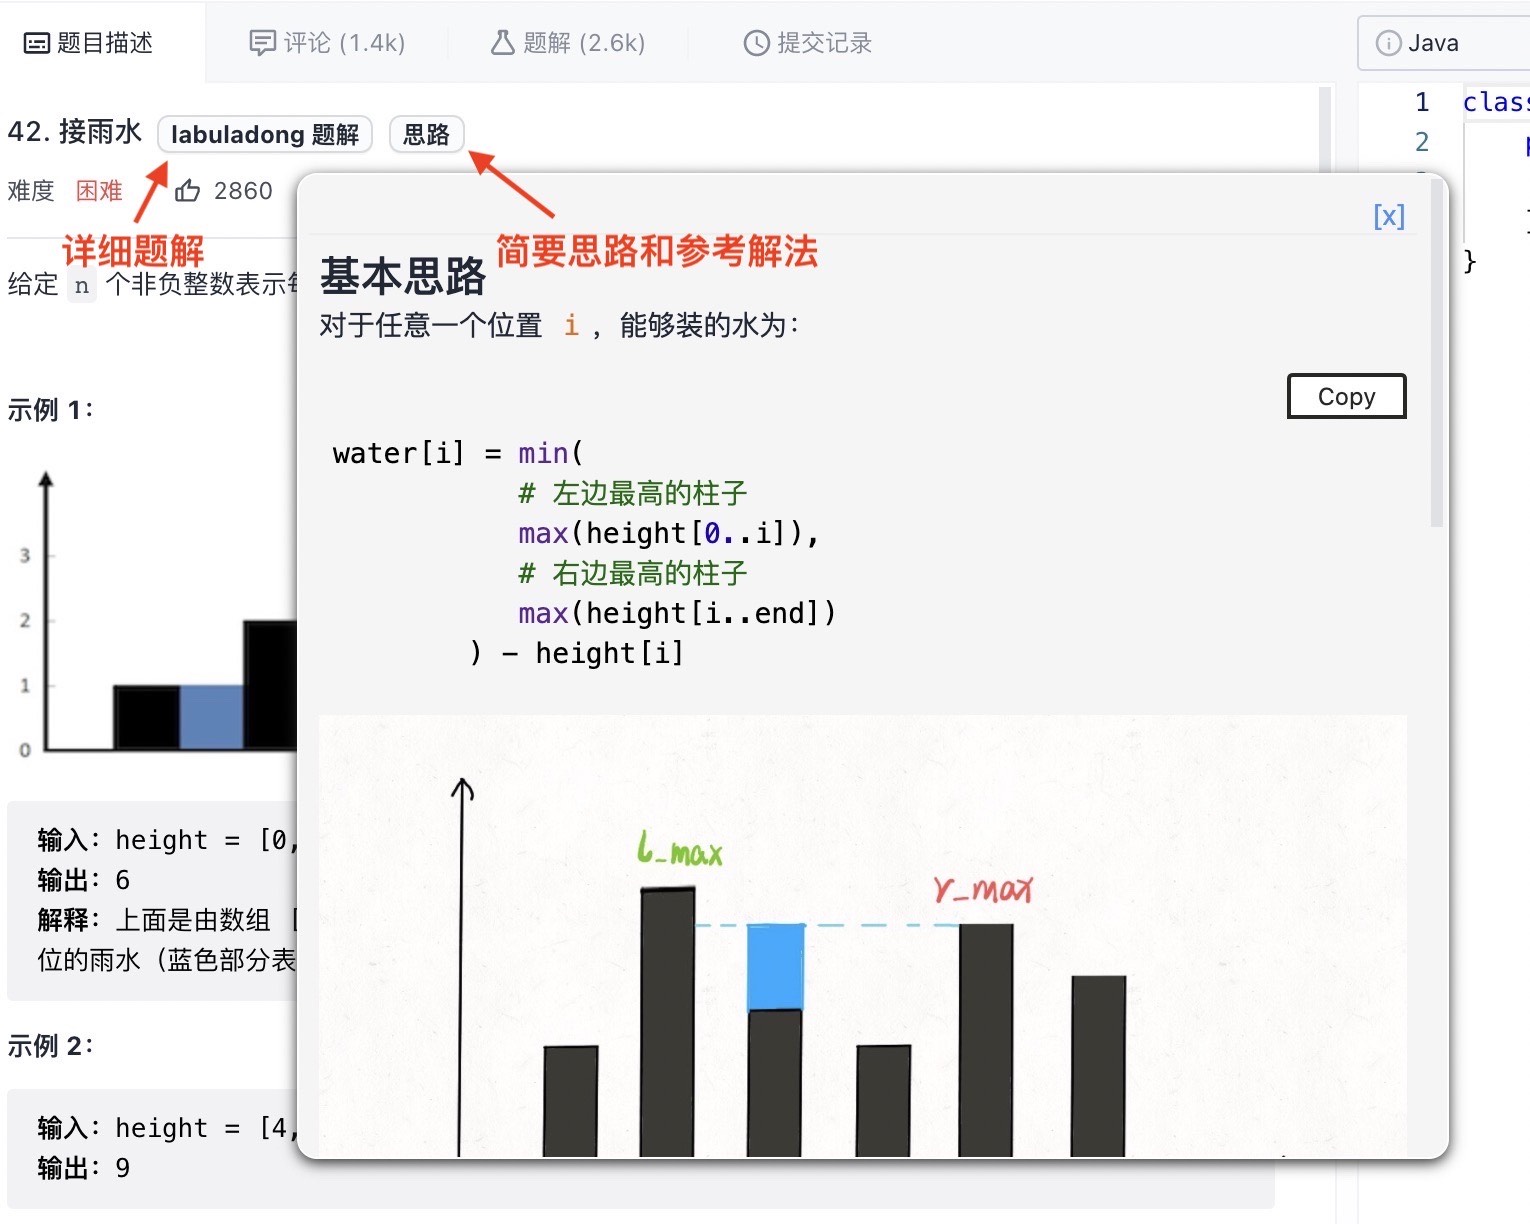 题目描述
评论 (1.4k)
题解 (2.6k)
提交记录
Java
42. 接雨水
labuladong 题解
思路
难度 困难 2860
详细题解
简要思路和参考解法
给定 n 个非负整数表示
示例 1：
3
2
1
0
输入：height = [0,
输出：6
解释：上面是由数组 [
位的雨水（蓝色部分表
示例 2：
输入：height = [4,
输出：9
[x]
基本思路
对于任意一个位置 i ，能够装的水为：
Copy
water[i] = min(
# 左边最高的柱子
max(height[0..i]),
# 右边最高的柱子
max(height[i..end])
) - height[i]
l_max
r_max
1 class
2 p
}